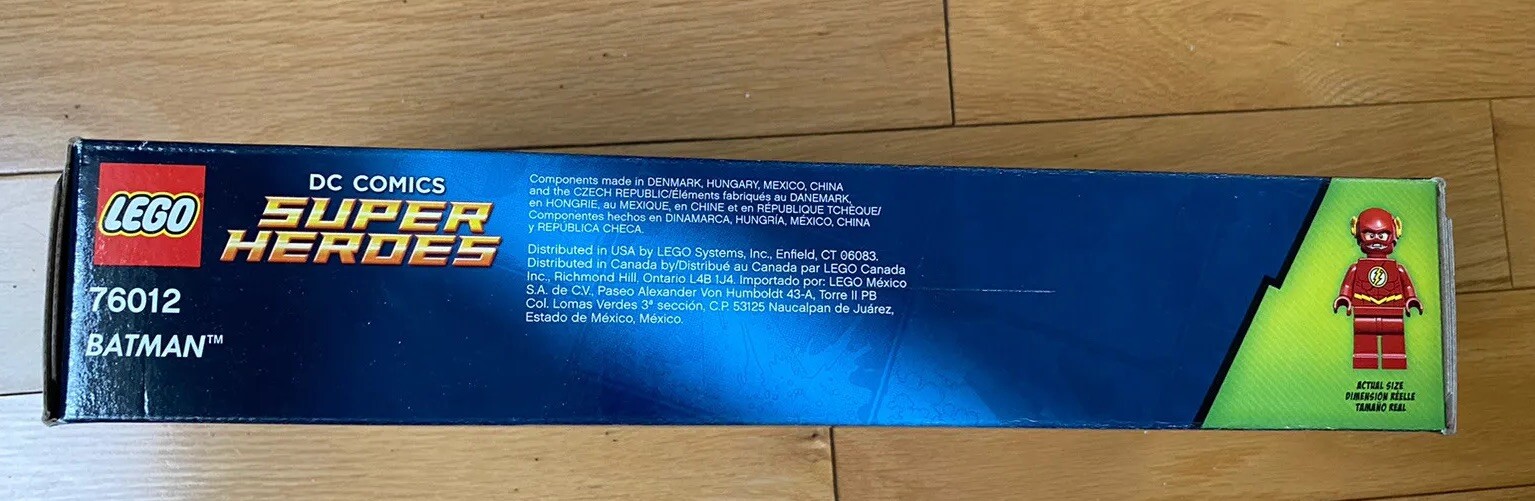 LEGO
DC COMICS
SUPER
HEROES
76012
BATMAN™
Components made in DENMARK, HUNGARY, MEXICO, CHINA
and the CZECH REPUBLIC/Éléments fabriqués au DANEMARK,
en HONGRIE, au MEXIQUE, en CHINE et en RÉPUBLIQUE TCHÈQUE/
Componentes hechos en DINAMARCA, HUNGRÍA, MÉXICO, CHINA
y REPÚBLICA CHECA.
Distributed in USA by LEGO Systems, Inc., Enfield, CT 06083.
Distributed in Canada by/Distribué au Canada par LEGO Canada
Inc., Richmond Hill, Ontario L4B 1J4. Importado por: LEGO México
S.A. de C.V., Paseo Alexander Von Humboldt 43-A, Torre II PB
Col. Lomas Verdes 3ª sección, C.P. 53125 Naucalpan de Juárez,
Estado de México, México.
ACTUAL SIZE
DIMENSION RÉELLE
TAMAÑO REAL